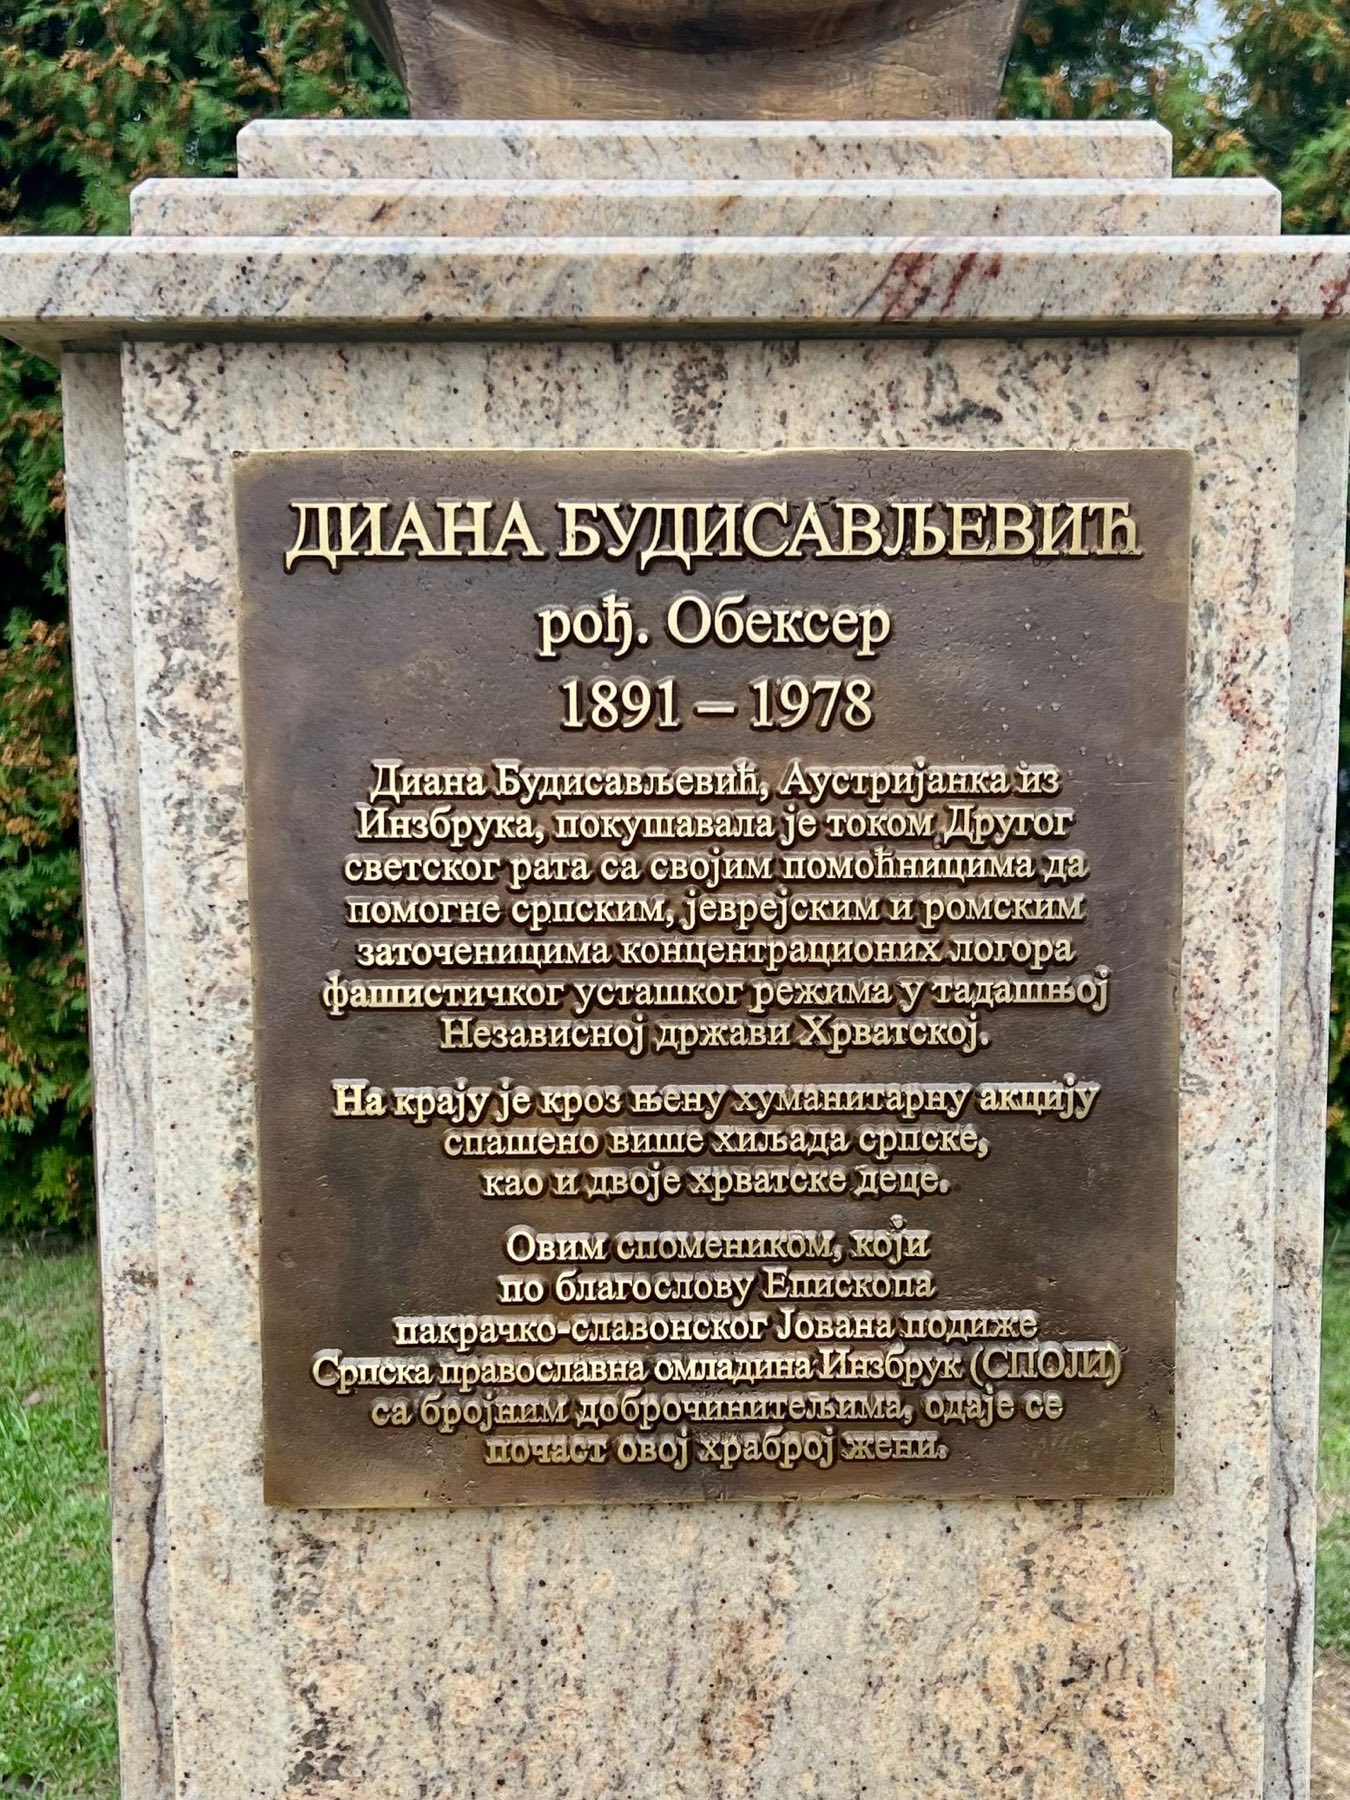 ДИАНА БУДИСАВЉЕВИЋ
рођ. Обексер
1891 – 1978
Диана Будисављевић, Аустријанка из
Инзбрука, покушавала је током Другог
светског рата са својим помоћницима да
помогне српским, јеврејским и ромским
заточеницима концентрационих логора
фашистичког усташког режима у тадашњој
Независној држави Хрватској.
На крају је кроз њену хуманитарну акцију
спашено више хиљада српске,
као и двоје хрватске деце.
Овим спомеником, који
по благослову Епископа
пакрачко-славонског Јована подиже
Српска православна омладина Инзбрук (СПОЈИ)
са бројним доброчинитељима, одаје се
почаст овој храброј жени.